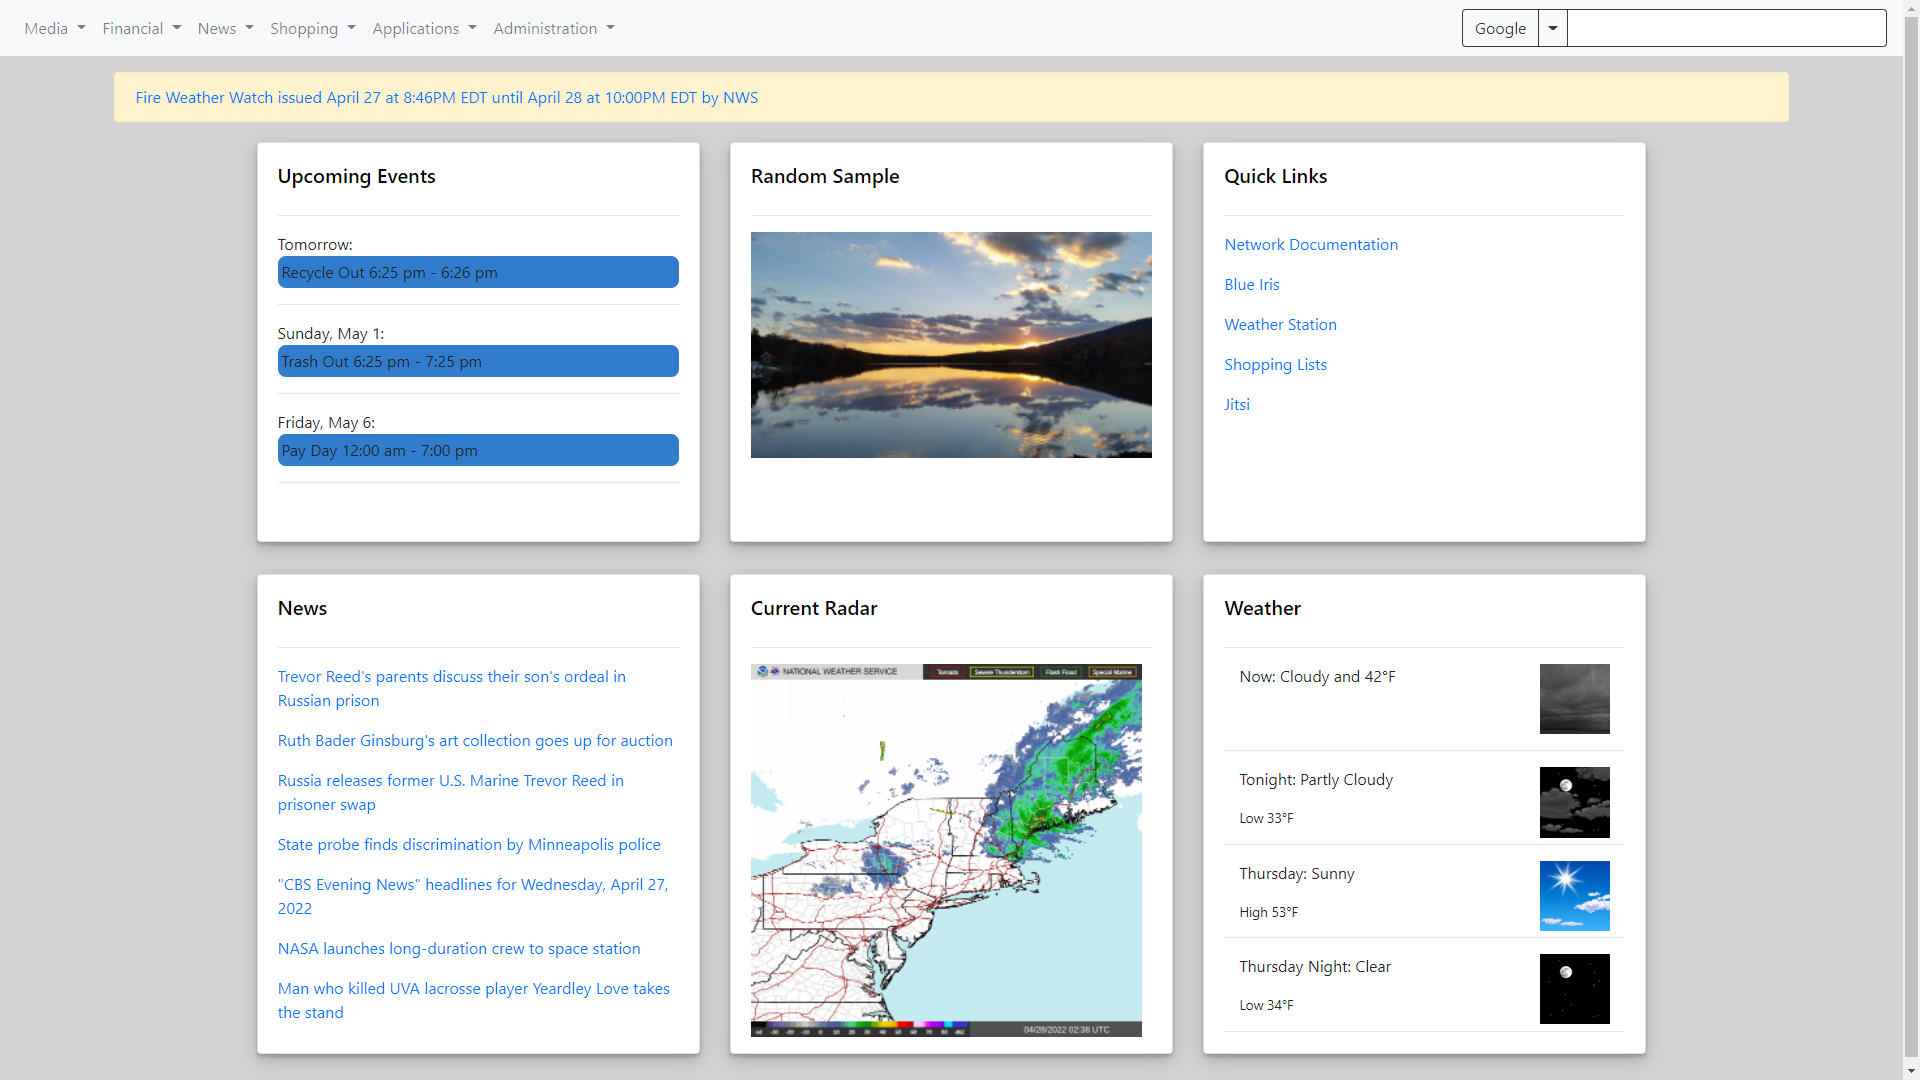 Media Financial News Shopping Applications Administration Google
Fire Weather Watch issued April 27 at 8:46PM EDT until April 28 at 10:00PM EDT by NWS
Upcoming Events
Tomorrow:
Recycle Out 6:25 pm - 6:26 pm
Sunday, May 1:
Trash Out 6:25 pm - 7:25 pm
Friday, May 6:
Pay Day 12:00 am - 7:00 pm
Random Sample
Quick Links
Network Documentation
Blue Iris
Weather Station
Shopping Lists
Jitsi
News
Trevor Reed's parents discuss their son's ordeal in
Russian prison
Ruth Bader Ginsburg's art collection goes up for auction
Russia releases former U.S. Marine Trevor Reed in
prisoner swap
State probe finds discrimination by Minneapolis police
"CBS Evening News" headlines for Wednesday, April 27,
2022
NASA launches long-duration crew to space station
Man who killed UVA lacrosse player Yeardley Love takes
the stand
Current Radar
NATIONAL WEATHER SERVICE Tornado Severe Thunderstorm Flash Flood Special Marine
04/28/2022 02:38 UTC
Weather
Now: Cloudy and 42°F
Tonight: Partly Cloudy
Low 33°F
Thursday: Sunny
High 53°F
Thursday Night: Clear
Low 34°F